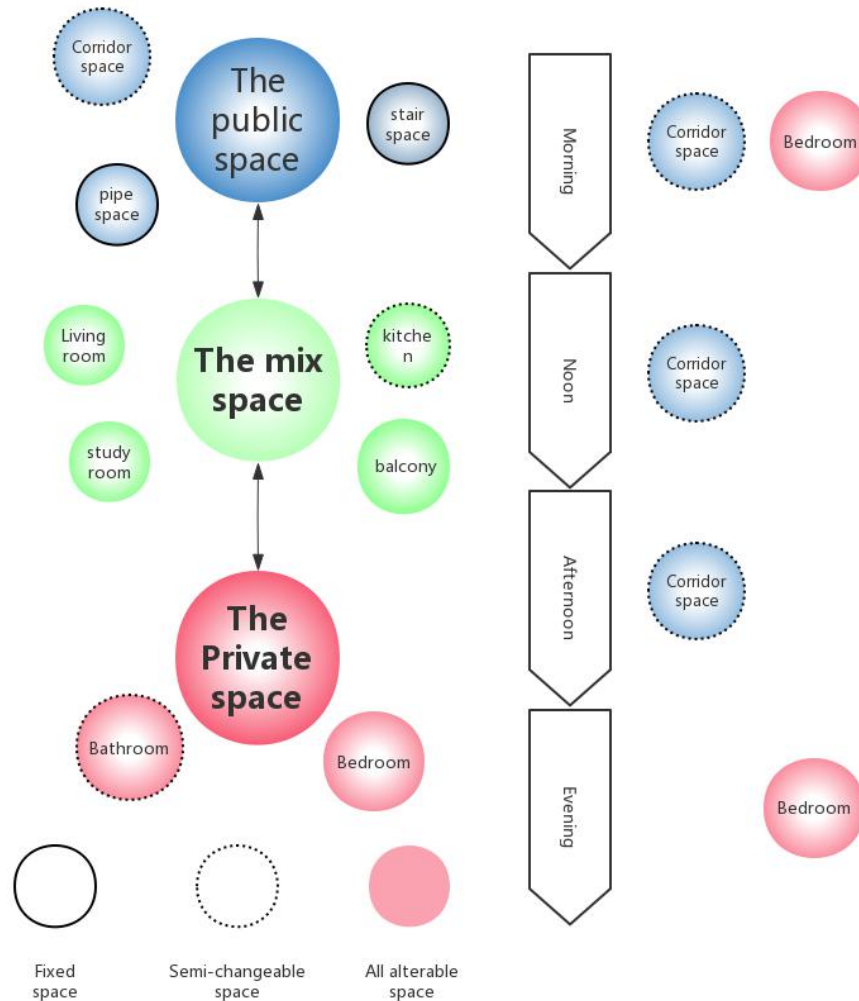 Corridor
space
The
public
space
stair
space
pipe
space
Living
room
The mix
space
kitche
n
study
room
balcony
The
Private
space
Bathroom
Bedroom
Fixed
space
Semi-changeable
space
All alterable
space
Morning
Corridor
space
Bedroom
Noon
Corridor
space
Afternoon
Corridor
space
Evening
Bedroom